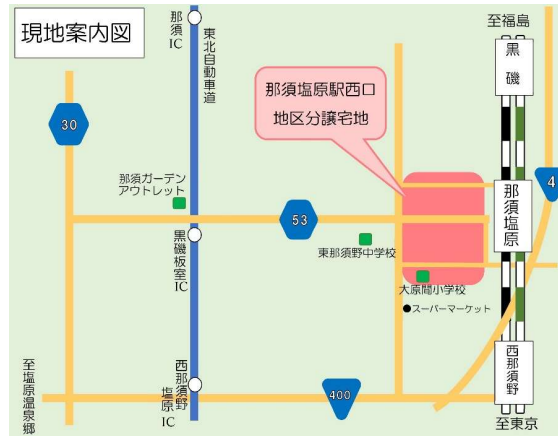 現地案内図
那須IC
東北自動車道
至福島
黒磯
那須塩原駅西口
地区分譲宅地
30
4
那須ガーデン
アウトレット
那須塩原
53
黒磯板室IC
東那須野中学校
大原間小学校
●スーパーマーケット
至塩原温泉郷
西那須野
塩原IC
400
西那須野
至東京